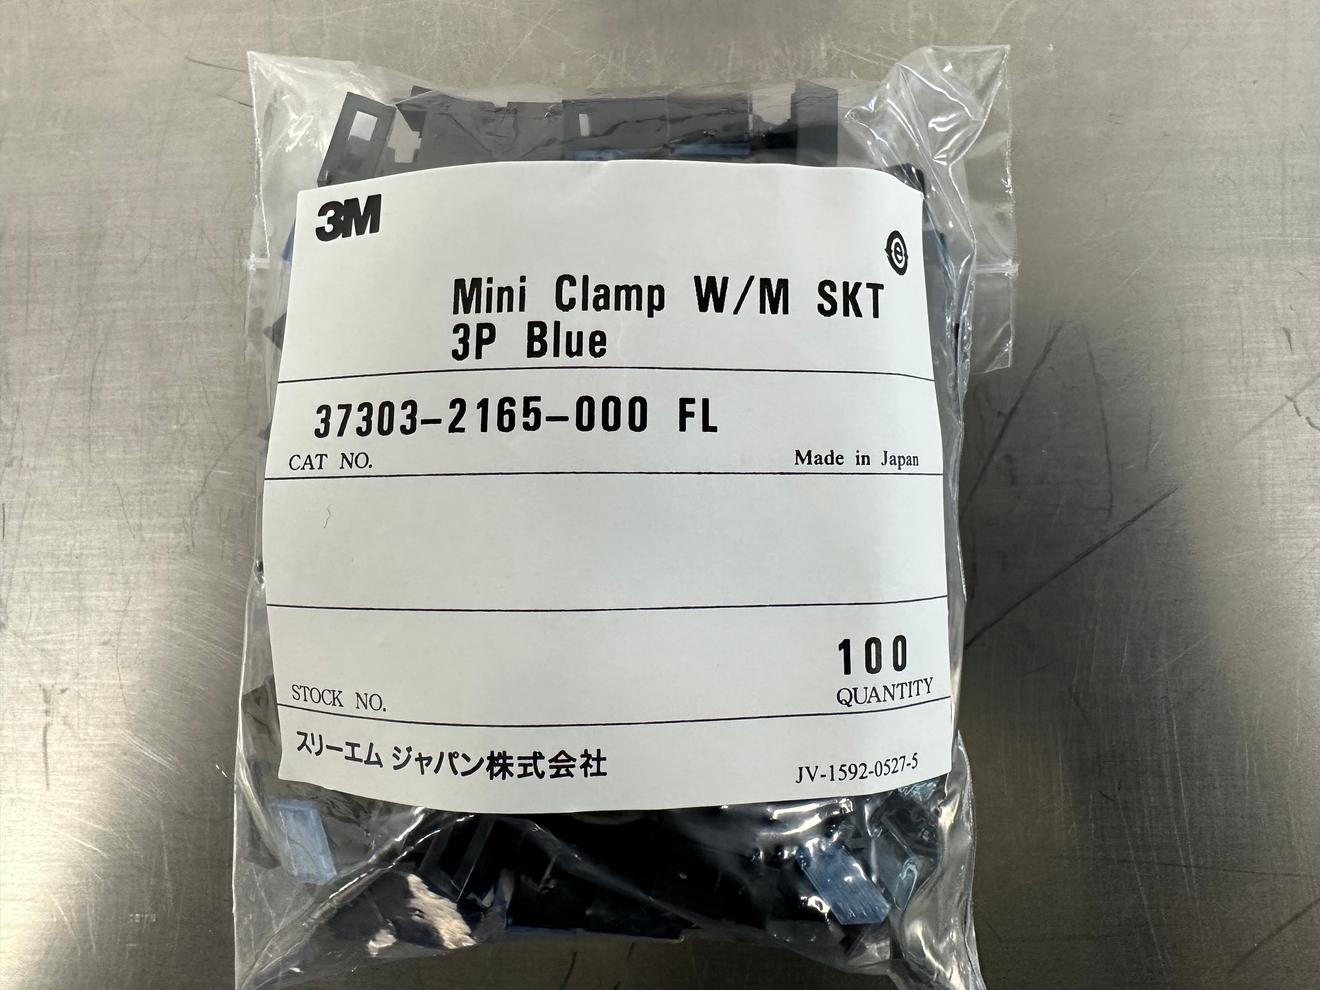 3M
e
Mini Clamp W/M SKT
3P Blue
37303-2165-000 FL
CAT NO.
Made in Japan
100
STOCK NO.
QUANTITY
スリーエム ジャパン株式会社
JV-1592-0527-5